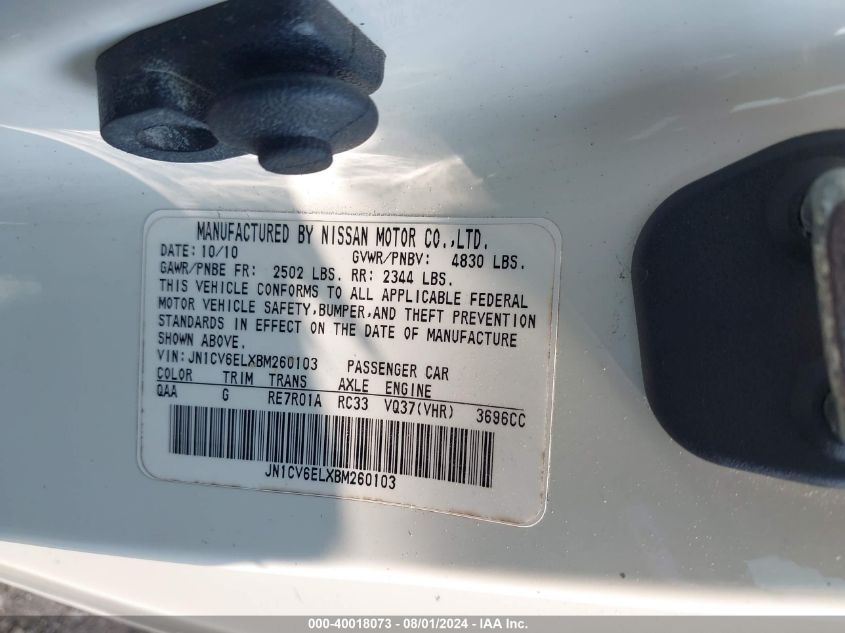 MANUFACTURED BY NISSAN MOTOR CO.,LTD.
DATE: 10/10 GVWR/PNBV: 4830 LBS.
GAWR/PNBE FR: 2502 LBS. RR: 2344 LBS.
THIS VEHICLE CONFORMS TO ALL APPLICABLE FEDERAL
MOTOR VEHICLE SAFETY,BUMPER,AND THEFT PREVENTION
STANDARDS IN EFFECT ON THE DATE OF MANUFACTURE
SHOWN ABOVE.
VIN: JN1CV6ELXBM260103 PASSENGER CAR
COLOR TRIM TRANS AXLE ENGINE
QAA G RE7R01A RC33 VQ37(VHR) 3696CC
JN1CV6ELXBM260103
000-40018073 - 08/01/2024 - IAA Inc.